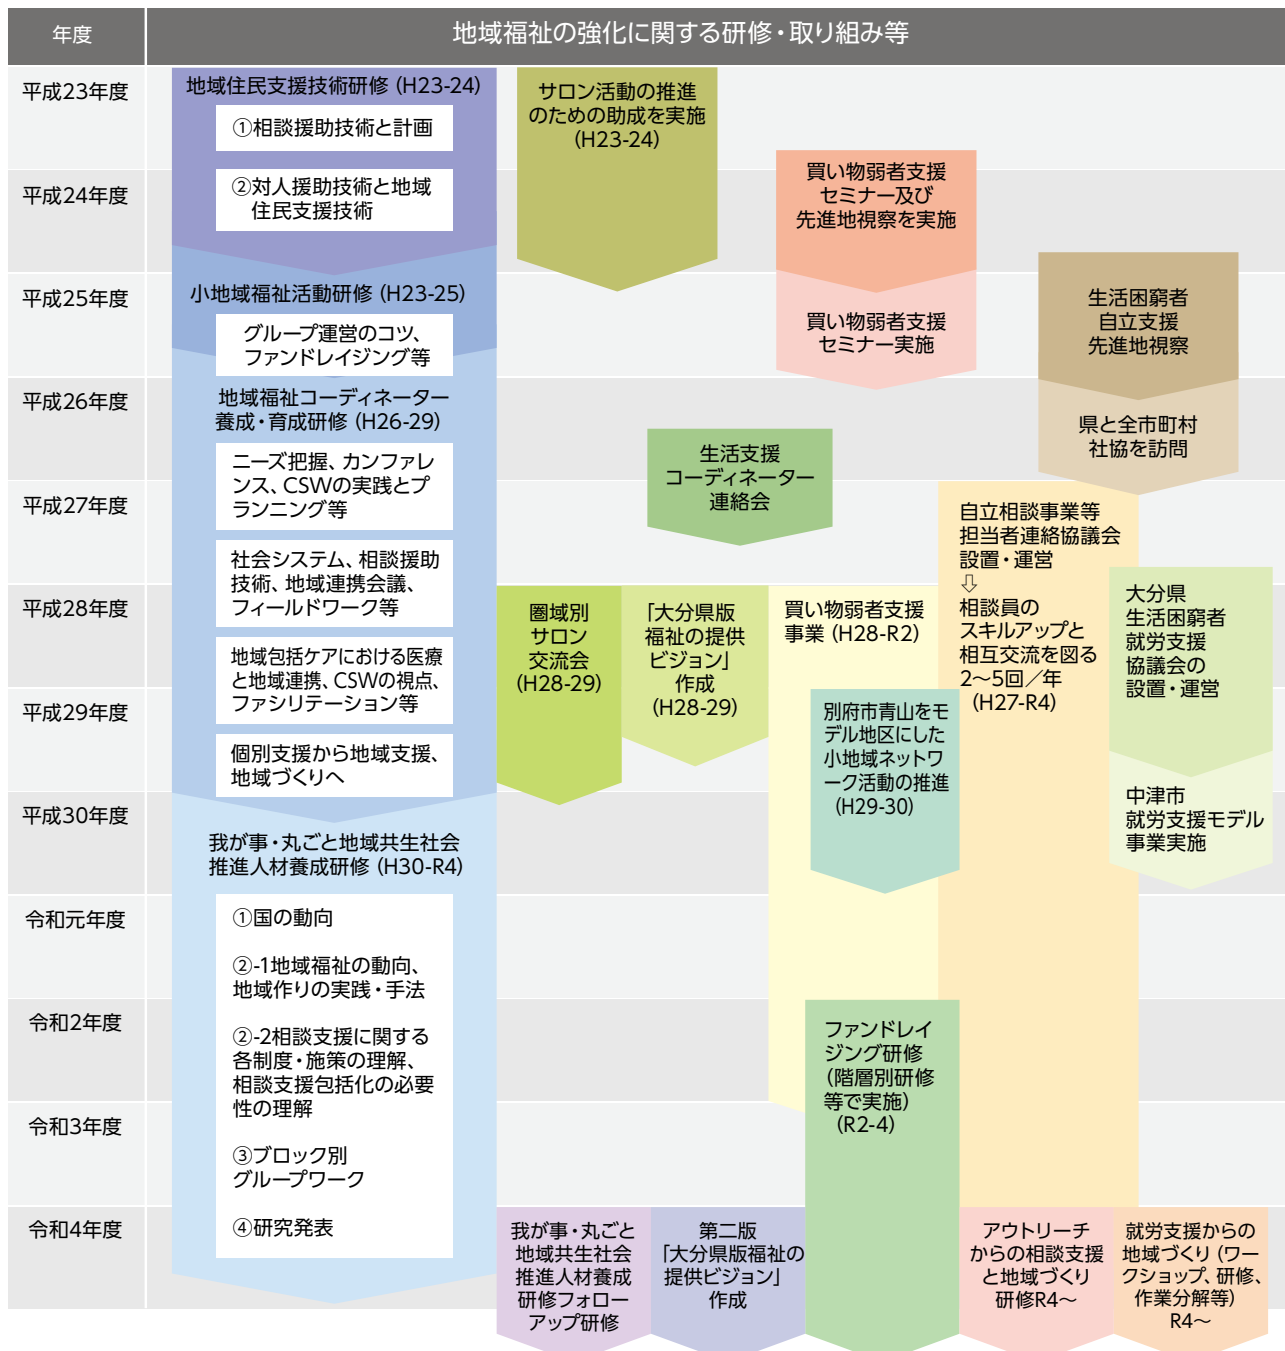 年度
地域福祉の強化に関する研修・取り組み等
平成23年度
平成24年度
平成25年度
平成26年度
平成27年度
平成28年度
平成29年度
平成30年度
令和元年度
令和2年度
令和3年度
令和4年度
地域住民支援技術研修（H23-24）
①相談援助技術と計画
②対人援助技術と地域
住民支援技術
小地域福祉活動研修（H23-25）
グループ運営のコツ、
ファンドレイジング等
地域福祉コーディネーター
養成・育成研修（H26-29）
ニーズ把握、カンファレ
ンス、CSWの実践とプ
ランニング等
社会システム、相談援助
技術、地域連携会議、
フィールドワーク等
地域包括ケアにおける医療
と地域連携、CSWの視点、
ファシリテーション等
個別支援から地域支援、
地域づくりへ
我が事・丸ごと地域共生社会
推進人材養成研修（H30-R4）
①国の動向
②-1地域福祉の動向、
地域作りの実践・手法
②-2相談支援に関する
各制度・施策の理解、
相談支援包括化の必要
性の理解
③ブロック別
グループワーク
④研究発表
サロン活動の推進
のための助成を実施
（H23-24）
買い物弱者支援
セミナー及び
先進地視察を実施
買い物弱者支援
セミナー実施
生活困窮者
自立支援
先進地視察
県と全市町村
社協を訪問
生活支援
コーディネーター
連絡会
自立相談事業等
担当者連絡協議会
設置・運営
⇩
相談員の
スキルアップと
相互交流を図る
2〜5回／年
（H27-R4）
大分県
生活困窮者
就労支援
協議会の
設置・運営
中津市
就労支援モデル
事業実施
圏域別
サロン
交流会
（H28-29）
「大分県版
福祉の提供
ビジョン」
作成
（H28-29）
買い物弱者支援
事業（H28-R2）
別府市青山をモ
デル地区にした
小地域ネットワ
ーク活動の推進
（H29-30）
ファンドレイ
ジング研修
（階層別研修
等で実施）
（R2-4）
我が事・丸ごと
地域共生社会
推進人材養成
研修フォロー
アップ研修
第二版
「大分県版福祉の
提供ビジョン」
作成
アウトリーチ
からの相談支援
と地域づくり
研修R4〜
就労支援からの
地域づくり（ワー
クショップ、研修、
作業分解等）
R4〜